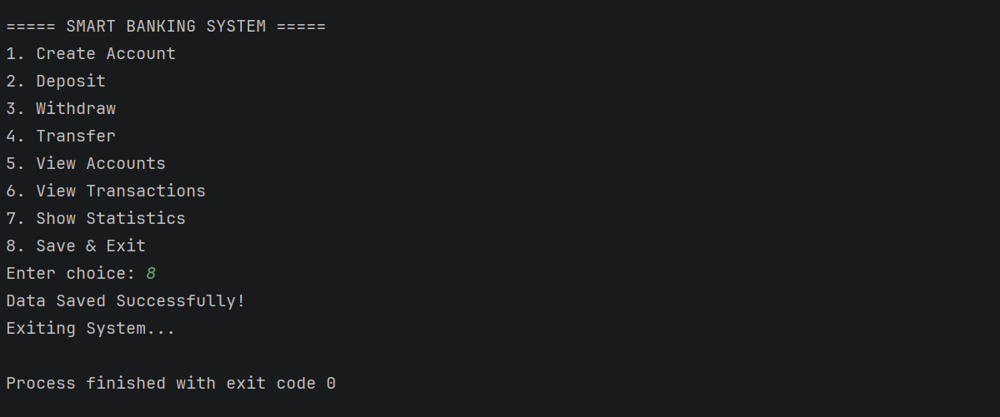 ===== SMART BANKING SYSTEM =====
1. Create Account
2. Deposit
3. Withdraw
4. Transfer
5. View Accounts
6. View Transactions
7. Show Statistics
8. Save & Exit
Enter choice: 8
Data Saved Successfully!
Exiting System...
Process finished with exit code 0